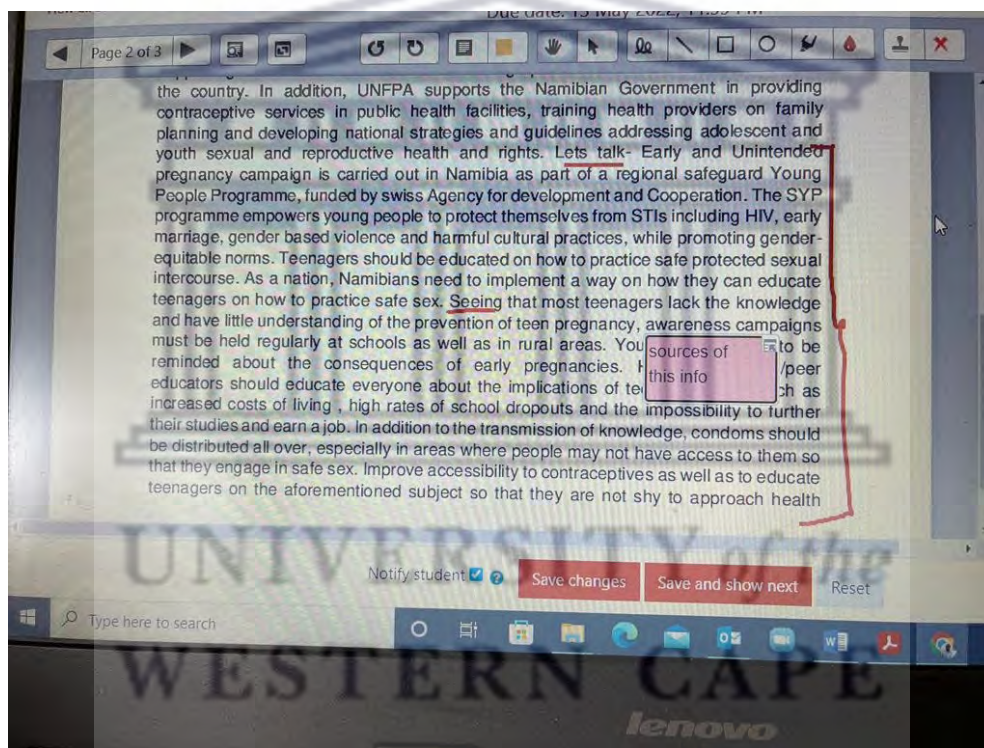 Due date: 13 May 2022, 11:59 PM
Page 2 of 3
the country. In addition, UNFPA supports the Namibian Government in providing
contraceptive services in public health facilities, training health providers on family
planning and developing national strategies and guidelines addressing adolescent and
youth sexual and reproductive health and rights. Lets talk- Early and Unintended
pregnancy campaign is carried out in Namibia as part of a regional safeguard Young
People Programme, funded by swiss Agency for development and Cooperation. The SYP
programme empowers young people to protect themselves from STIs including HIV, early
marriage, gender based violence and harmful cultural practices, while promoting gender-
equitable norms. Teenagers should be educated on how to practice safe protected sexual
intercourse. As a nation, Namibians need to implement a way on how they can educate
teenagers on how to practice safe sex. Seeing that most teenagers lack the knowledge
and have little understanding of the prevention of teen pregnancy, awareness campaigns
must be held regularly at schools as well as in rural areas. You to be
sources of
reminded about the consequences of early pregnancies. /peer
this info
educators should educate everyone about the implications of
increased costs of living , high rates of school dropouts and the impossibility to further
their studies and earn a job. In addition to the transmission of knowledge, condoms should
be distributed all over, especially in areas where people may not have access to them so
that they engage in safe sex. Improve accessibility to contraceptives as well as to educate
teenagers on the aforementioned subject so that they are not shy to approach health
Notify student
Save changes
Save and show next
Reset
Type here to search
UNIVERSITY of the
WESTERN CAPE
lenovo